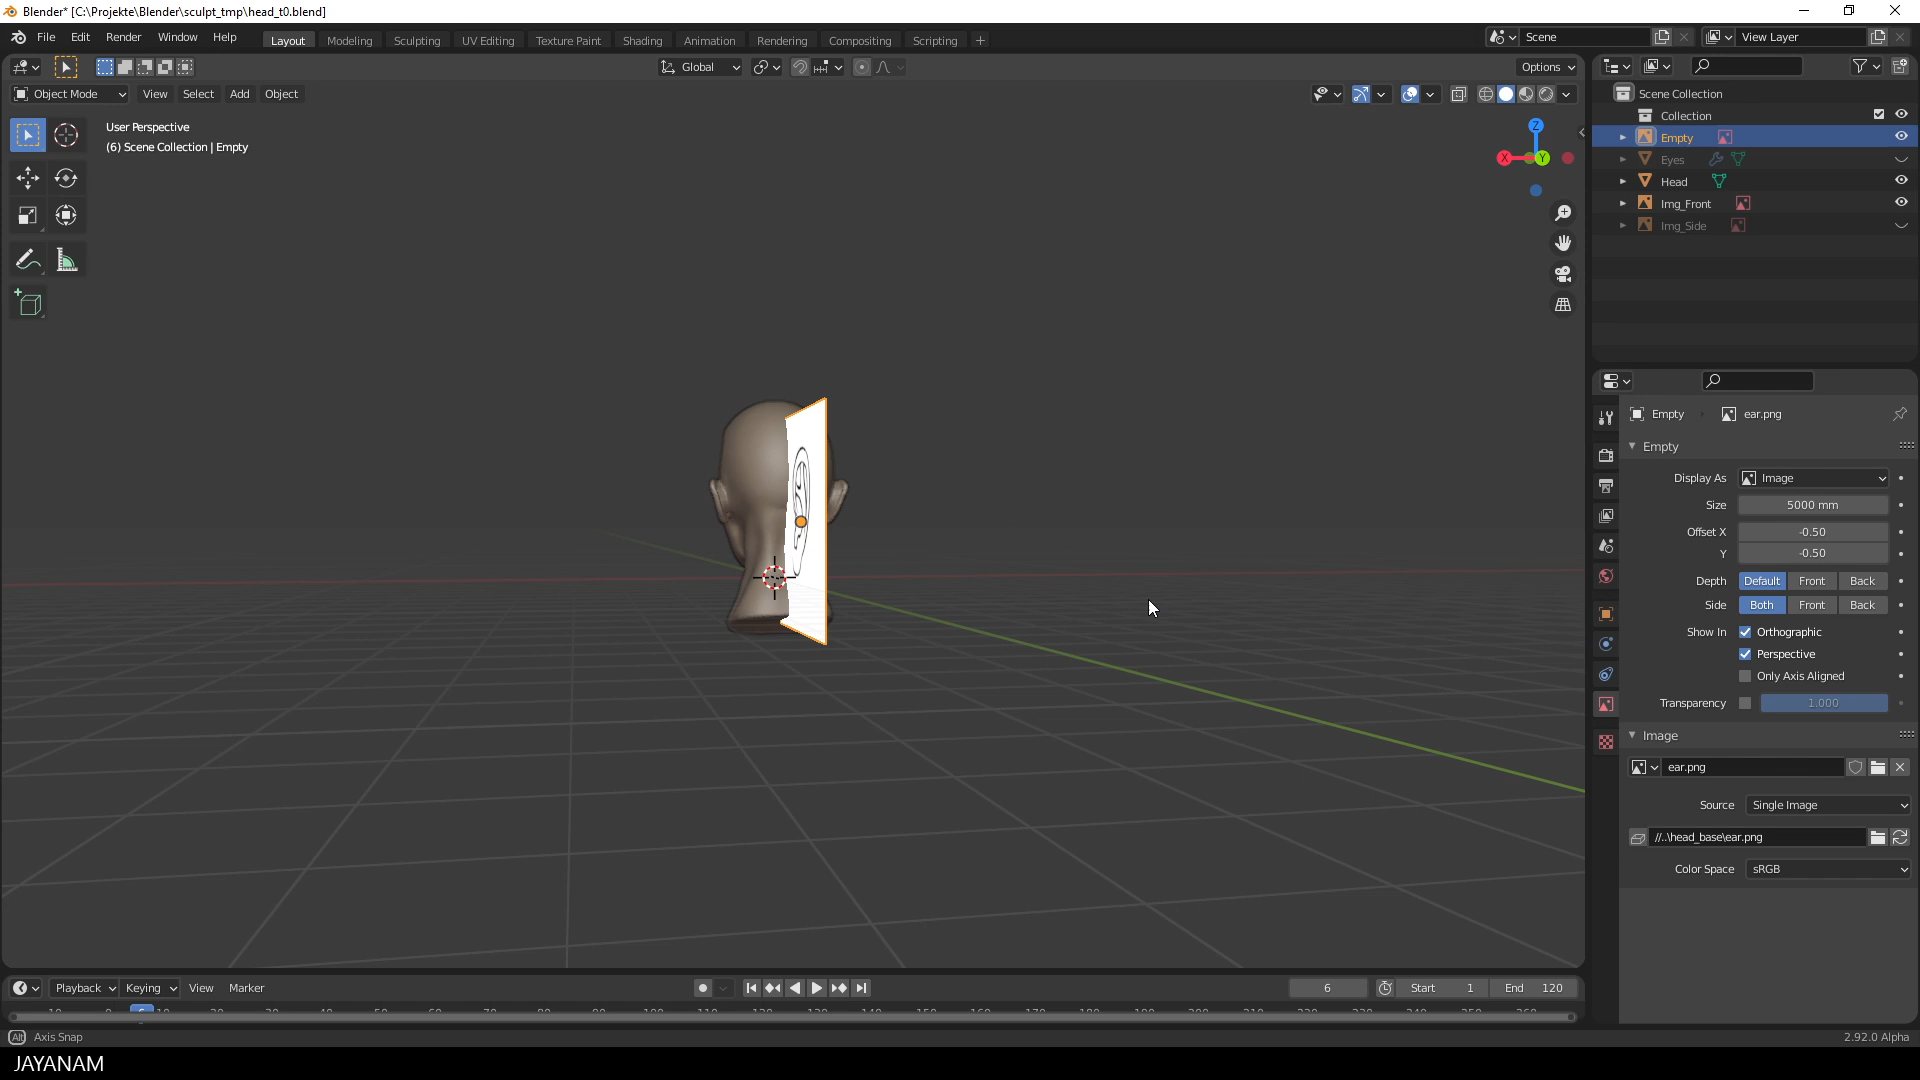 Blender* [C:\Projekte\Blender\sculpt_tmp\head_t0.blend]
File Edit Render Window Help Layout Modeling Sculpting UV Editing Texture Paint Shading Animation Rendering Compositing Scripting + Scene View Layer
Global Options
Object Mode View Select Add Object
User Perspective
(6) Scene Collection | Empty
Z
X Y
Scene Collection
Collection
Empty
Eyes
Head
Img_Front
Img_Side
Empty ear.png
Empty
Display As Image
Size 5000 mm
Offset X -0.50
Y -0.50
Depth Default Front Back
Side Both Front Back
Show In Orthographic
Perspective
Only Axis Aligned
Transparency 1.000
Image
ear.png
Source Single Image
//..\head_base\ear.png
Color Space sRGB
Playback Keying View Marker 6 Start 1 End 120
Alt Axis Snap 2.92.0 Alpha
JAYANAM